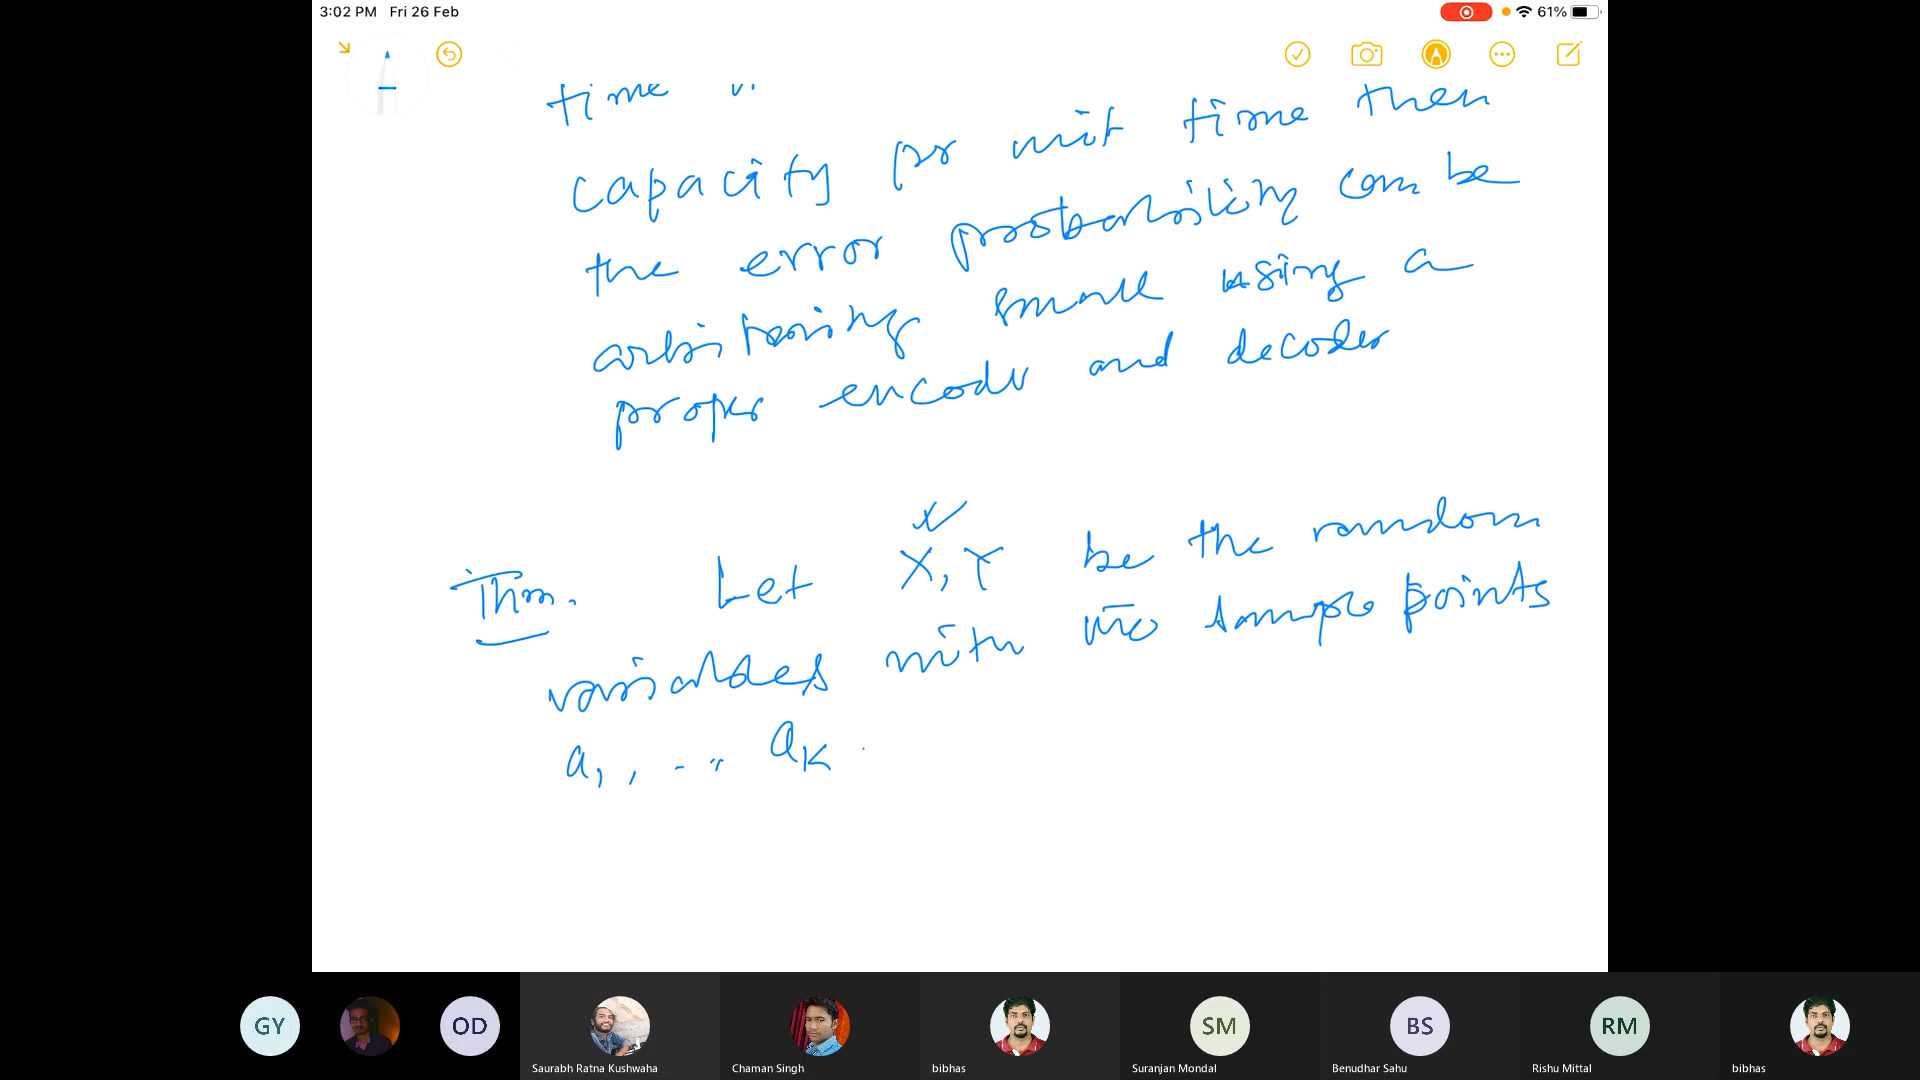 3:02 PM Fri 26 Feb 61%
time
capacity per unit time then
the error probability can be
arbitrarily small using a
proper encoder and decoder
Thm. Let X, Y be the random
variables with the sample points
a1, ..., aK
GY OD SM BS RM
Saurabh Ratna Kushwaha Chaman Singh bibhas Suranjan Mondal Benudhar Sahu Rishu Mittal bibhas